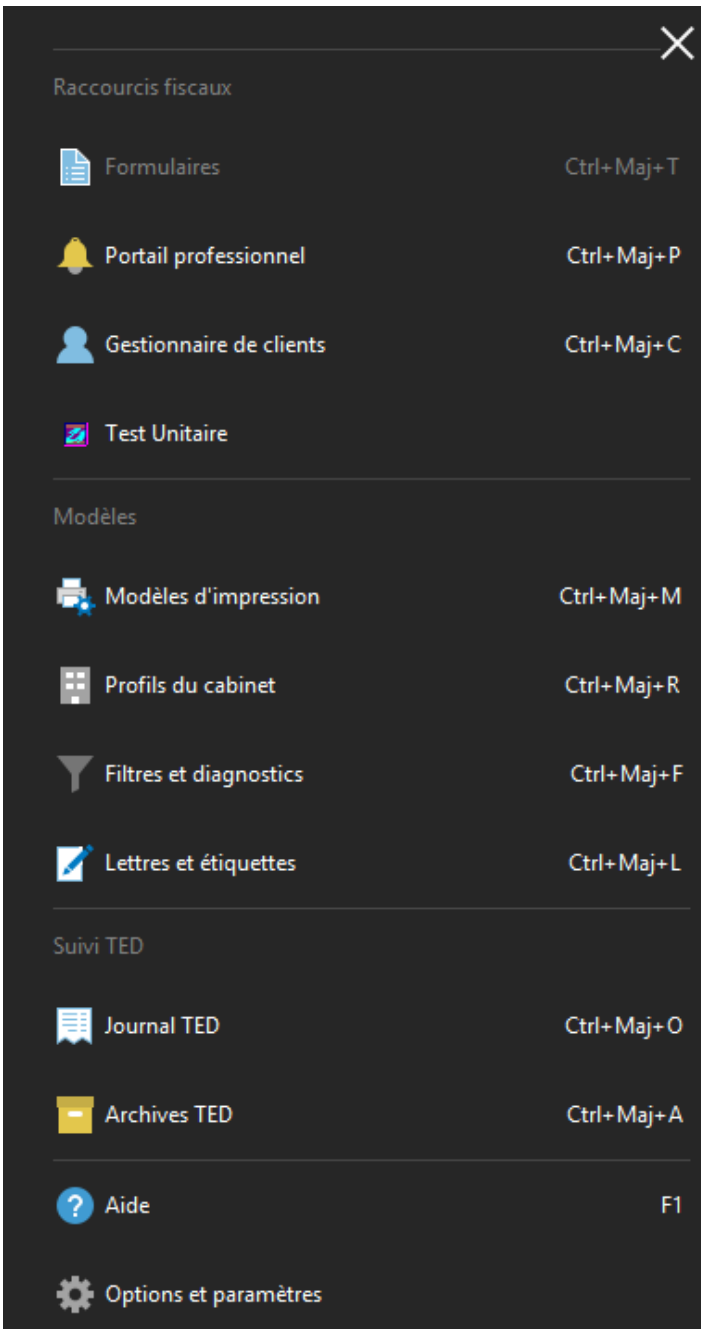 Raccourcis fiscaux
Formulaires Ctrl+Maj+T
Portail professionnel Ctrl+Maj+P
Gestionnaire de clients Ctrl+Maj+C
Test Unitaire
Modèles
Modèles d'impression Ctrl+Maj+M
Profils du cabinet Ctrl+Maj+R
Filtres et diagnostics Ctrl+Maj+F
Lettres et étiquettes Ctrl+Maj+L
Suivi TED
Journal TED Ctrl+Maj+O
Archives TED Ctrl+Maj+A
Aide F1
Options et paramètres